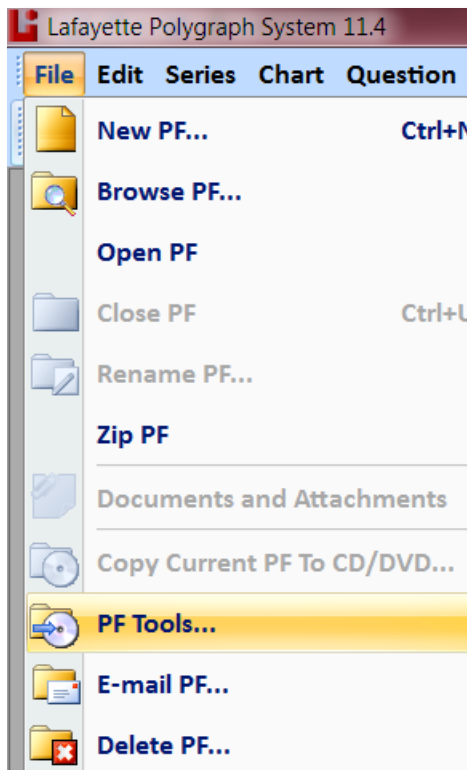 Lafayette Polygraph System 11.4
File Edit Series Chart Question
New PF... Ctrl+N
Browse PF...
Open PF
Close PF Ctrl+U
Rename PF...
Zip PF
Documents and Attachments
Copy Current PF To CD/DVD...
PF Tools...
E-mail PF...
Delete PF...